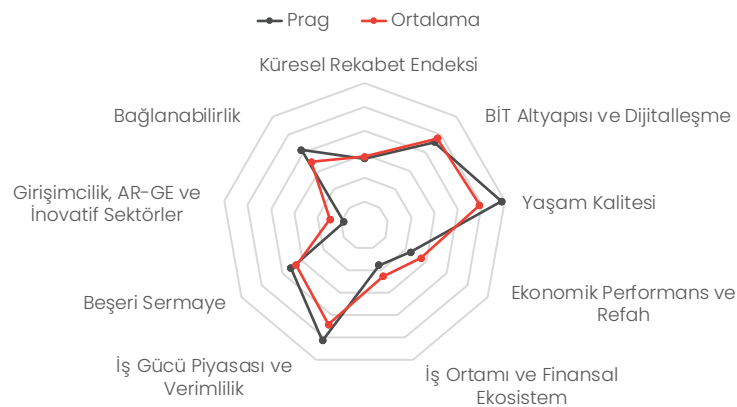 Prag
Ortalama
Küresel Rekabet Endeksi
BİT Altyapısı ve Dijitalleşme
Yaşam Kalitesi
Ekonomik Performans ve
Refah
İş Ortamı ve Finansal
Ekosistem
İş Gücü Piyasası ve
Verimlilik
Beşeri Sermaye
Girişimcilik, AR-GE ve
İnovatif Sektörler
Bağlanabilirlik